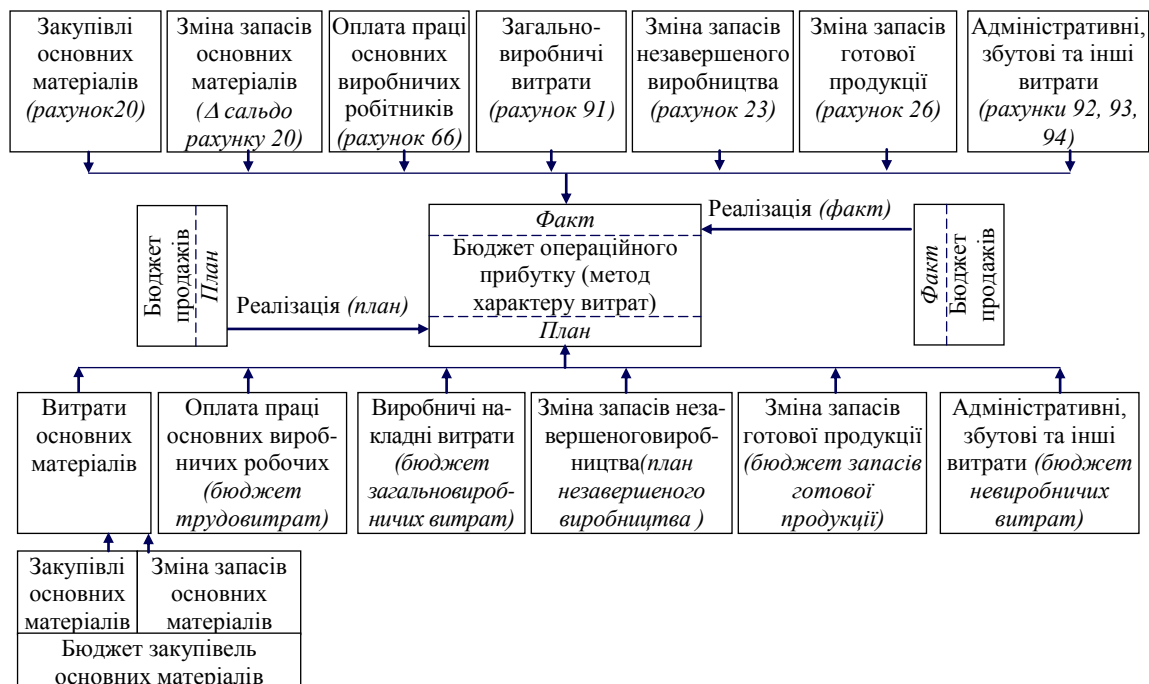 Закупівлі
основних
матеріалів
(рахунок20)
Зміна запасів
основних
матеріалів
(Δ сальдо
рахунку 20)
Оплата праці
основних
виробничих
робітників
(рахунок 66)
Загально-
виробничі
витрати
(рахунок 91)
Зміна запасів
незавершеного
виробництва
(рахунок 23)
Зміна запасів
готової
продукції
(рахунок 26)
Адміністративні,
збутові та інші
витрати
(рахунки 92, 93,
94)
Бюджет
продажів
План
Реалізація (план)
Факт
Бюджет операційного
прибутку (метод
характеру витрат)
План
Реалізація (факт)
Факт
Бюджет
продажів
Витрати
основних
матеріалів
Оплата праці
основних вироб-
ничих робочих
(бюджет
трудовитрат)
Виробничі на-
кладні витрати
(бюджет
загальновироб-
ничих витрат)
Зміна запасів неза-
вершеноговироб-
ництва(план
незавершеного
виробництва )
Зміна запасів
готової продукції
(бюджет запасів
готової
продукції)
Адміністративні,
збутові та інші
витрати (бюджет
невиробничих
витрат)
Закупівлі
основних
матеріалів
Зміна запасів
основних
матеріалів
Бюджет закупівель
основних матеріалів